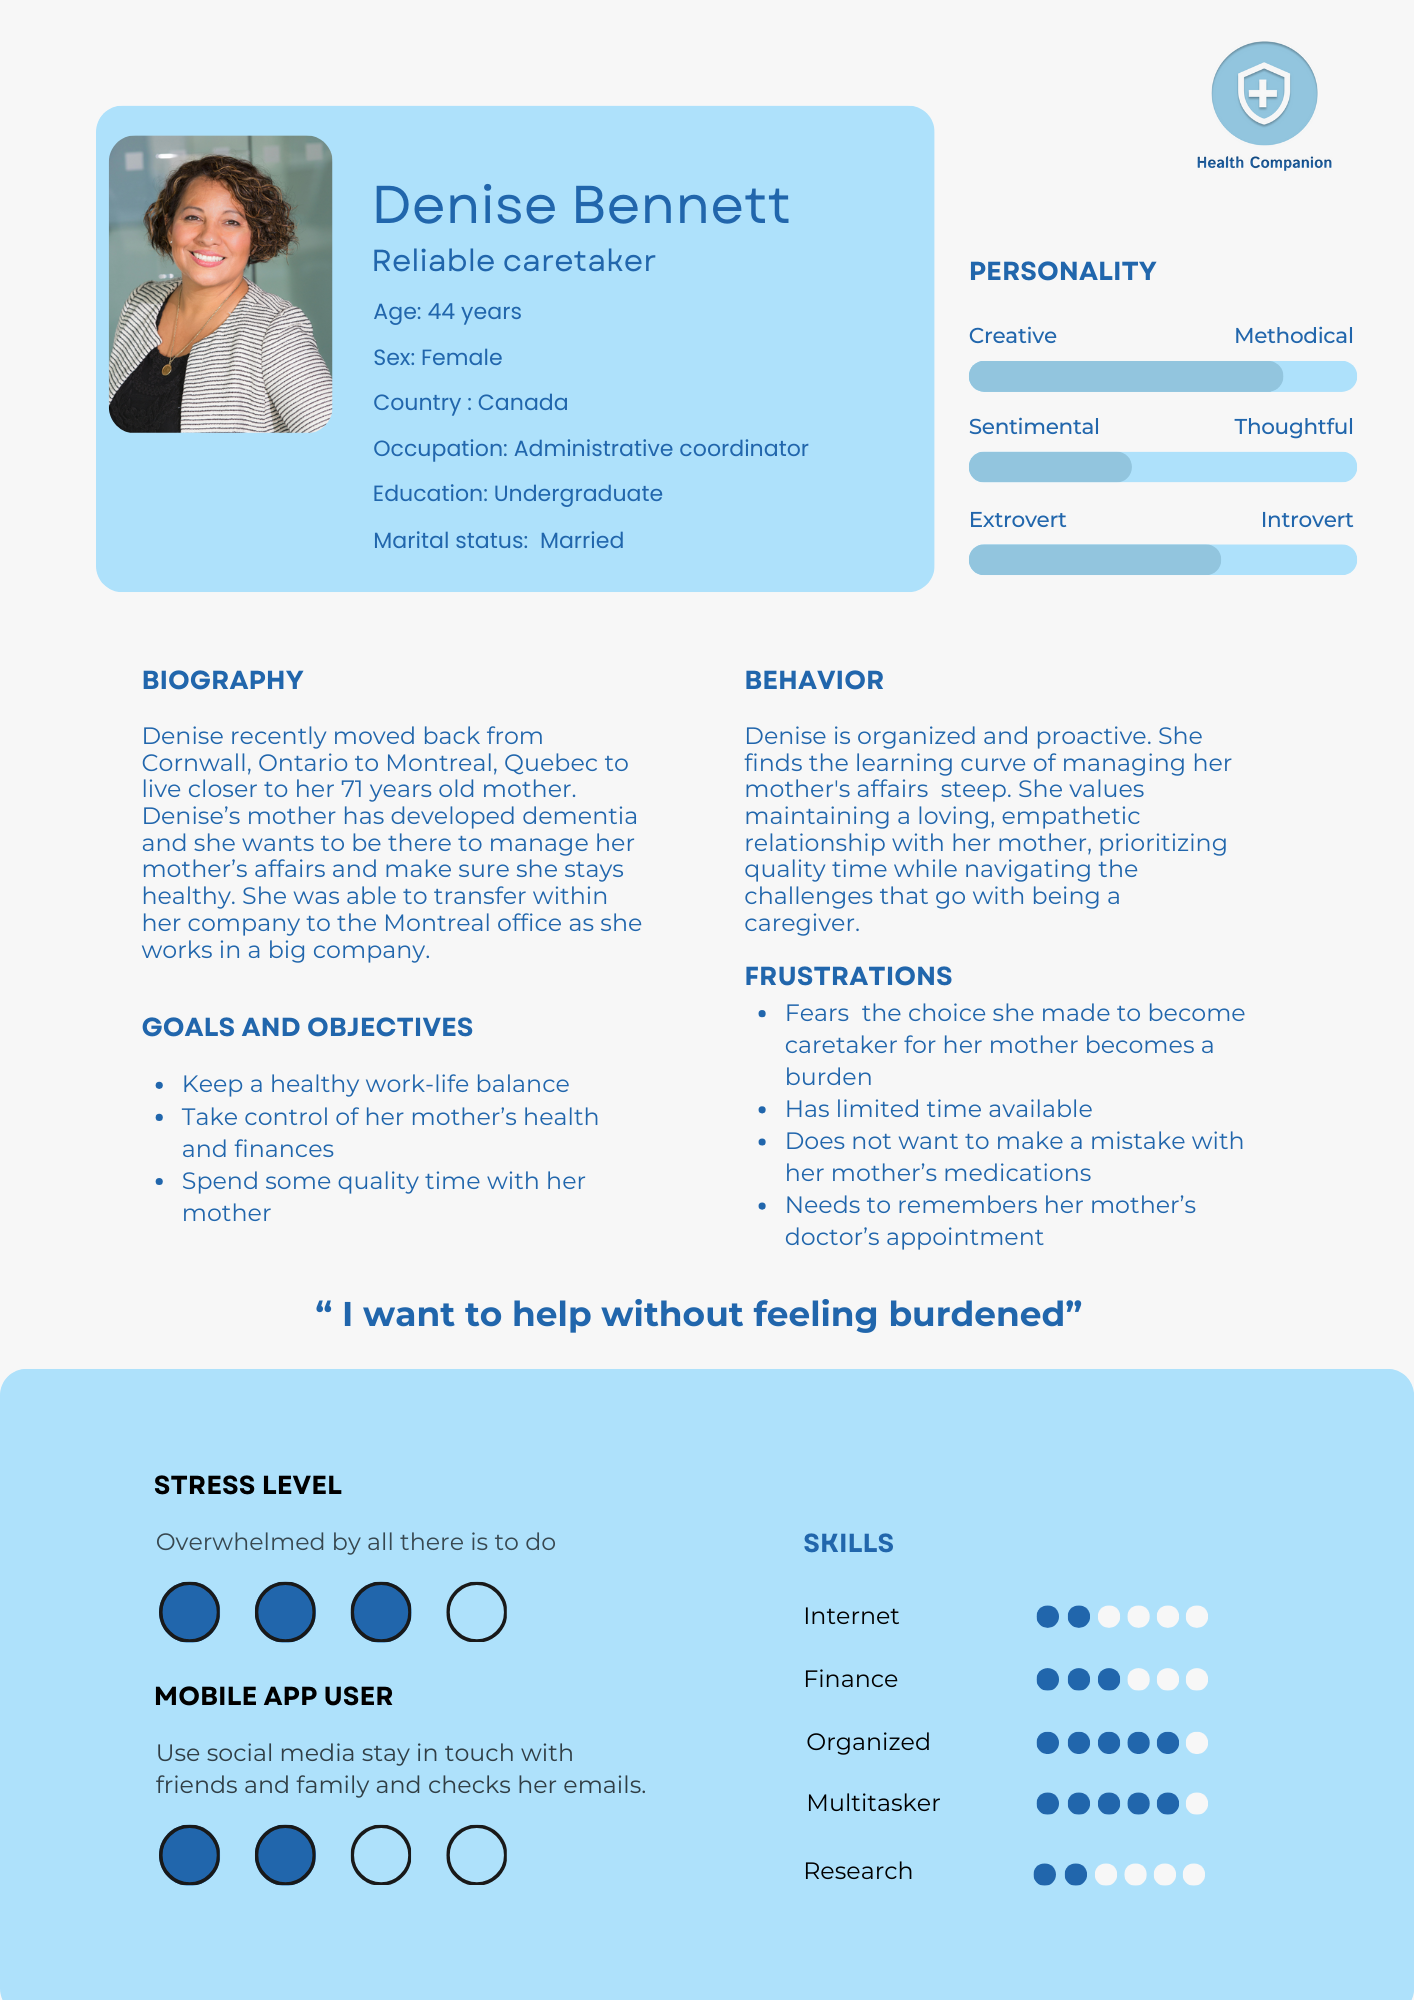 Health Companion
Denise Bennett
Reliable caretaker
Age: 44 years
Sex: Female
Country : Canada
Occupation: Administrative coordinator
Education: Undergraduate
Marital status:  Married
PERSONALITY
Creative Methodical
Sentimental Thoughtful
Extrovert Introvert
BIOGRAPHY
Denise recently moved back from
Cornwall, Ontario to Montreal, Quebec to
live closer to her 71 years old mother.
Denise’s mother has developed dementia
and she wants to be there to manage her
mother’s affairs and make sure she stays
healthy. She was able to transfer within
her company to the Montreal office as she
works in a big company.
GOALS AND OBJECTIVES
• Keep a healthy work-life balance
• Take control of her mother’s health
and finances
• Spend some quality time with her
mother
BEHAVIOR
Denise is organized and proactive. She
finds the learning curve of managing her
mother's affairs  steep. She values
maintaining a loving, empathetic
relationship with her mother, prioritizing
quality time while navigating the
challenges that go with being a
caregiver.
FRUSTRATIONS
• Fears  the choice she made to become
caretaker for her mother becomes a
burden
• Has limited time available
• Does not want to make a mistake with
her mother’s medications
• Needs to remembers her mother’s
doctor’s appointment
“ I want to help without feeling burdened”
STRESS LEVEL
Overwhelmed by all there is to do
MOBILE APP USER
Use social media stay in touch with
friends and family and checks her emails.
SKILLS
Internet
Finance
Organized
Multitasker
Research